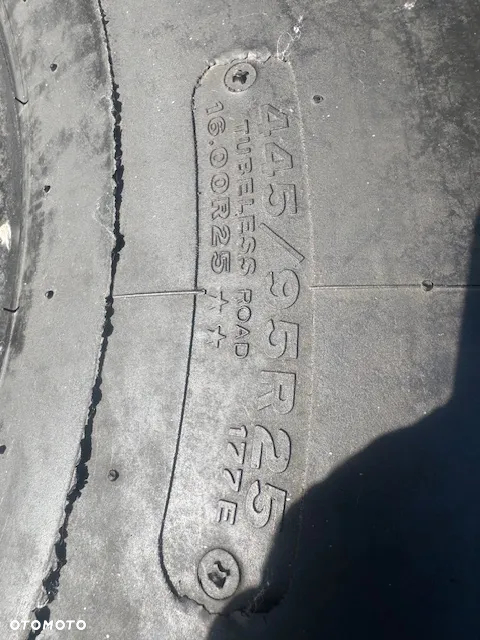 445/95R25
177E
TUBELESS ROAD
16.00R25 ☆☆
OTOMOTO